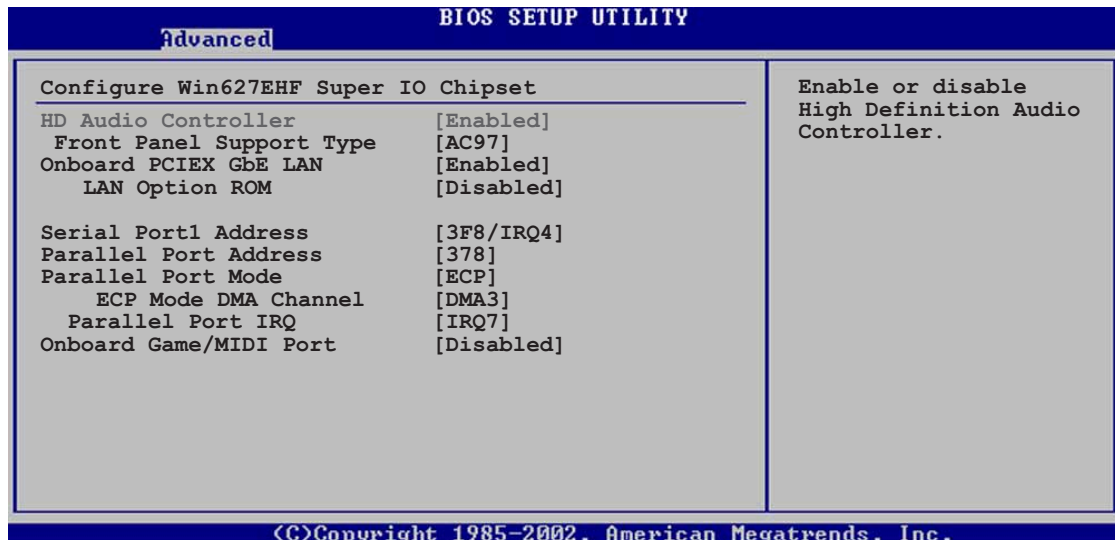 BIOS SETUP UTILITY
Advanced
Configure Win627EHF Super IO Chipset
HD Audio Controller [Enabled]
Front Panel Support Type [AC97]
Onboard PCIEX GbE LAN [Enabled]
LAN Option ROM [Disabled]
Serial Port1 Address [3F8/IRQ4]
Parallel Port Address [378]
Parallel Port Mode [ECP]
ECP Mode DMA Channel [DMA3]
Parallel Port IRQ [IRQ7]
Onboard Game/MIDI Port [Disabled]
Enable or disable
High Definition Audio
Controller.
(C)Copyright 1985-2002, American Megatrends, Inc.